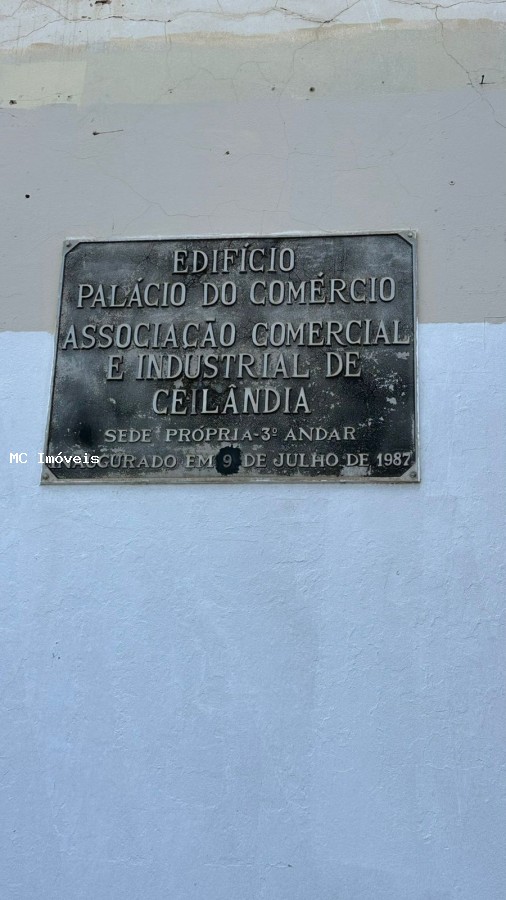 EDIFÍCIO
PALÁCIO DO COMÉRCIO
ASSOCIAÇÃO COMERCIAL
E INDUSTRIAL DE
CEILÂNDIA
SEDE PRÓPRIA-3º ANDAR
INAUGURADO EM 9 DE JULHO DE 1987
MC Imóveis